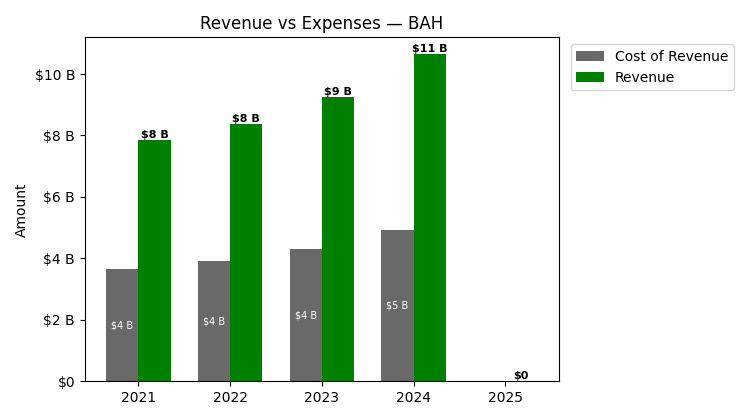 Revenue vs Expenses — BAH
Cost of Revenue
Revenue
Amount
$10 B
$8 B
$6 B
$4 B
$2 B
$0
$8 B
$8 B
$9 B
$11 B
$0
$4 B
$4 B
$4 B
$5 B
2021
2022
2023
2024
2025